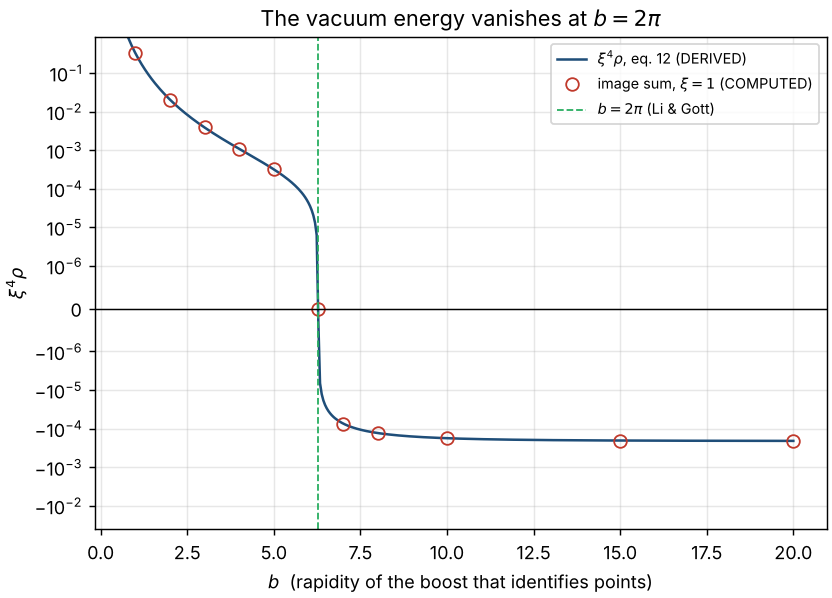 The vacuum energy vanishes at b = 2π
ξ⁴ρ, eq. 12 (DERIVED)
image sum, ξ = 1 (COMPUTED)
b = 2π (Li & Gott)
ξ⁴ρ
10⁻¹
10⁻²
10⁻³
10⁻⁴
10⁻⁵
10⁻⁶
0
−10⁻⁶
−10⁻⁵
−10⁻⁴
−10⁻³
−10⁻²
0.0 2.5 5.0 7.5 10.0 12.5 15.0 17.5 20.0
b (rapidity of the boost that identifies points)